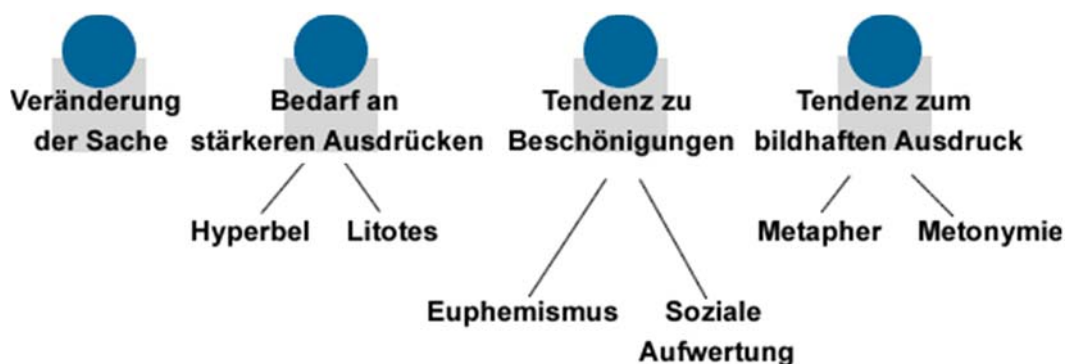 Veränderung
der Sache
Bedarf an
stärkeren Ausdrücken
Tendenz zu
Beschönigungen
Tendenz zum
bildhaften Ausdruck
Hyperbel
Litotes
Metapher
Metonymie
Euphemismus
Soziale
Aufwertung